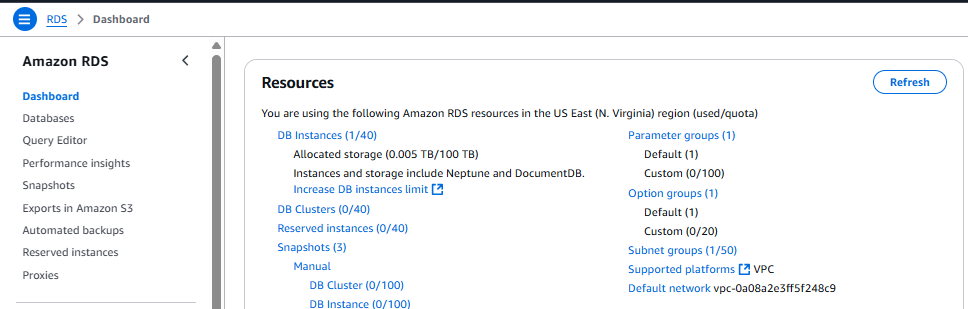 RDS > Dashboard
Amazon RDS
Dashboard
Databases
Query Editor
Performance insights
Snapshots
Exports in Amazon S3
Automated backups
Reserved instances
Proxies
Resources
Refresh
You are using the following Amazon RDS resources in the US East (N. Virginia) region (used/quota)
DB Instances (1/40)
Allocated storage (0.005 TB/100 TB)
Instances and storage include Neptune and DocumentDB.
Increase DB instances limit
DB Clusters (0/40)
Reserved instances (0/40)
Snapshots (3)
Manual
DB Cluster (0/100)
DB Instance (0/100)
Parameter groups (1)
Default (1)
Custom (0/100)
Option groups (1)
Default (1)
Custom (0/20)
Subnet groups (1/50)
Supported platforms VPC
Default network vpc-0a08a2e3ff5f248c9